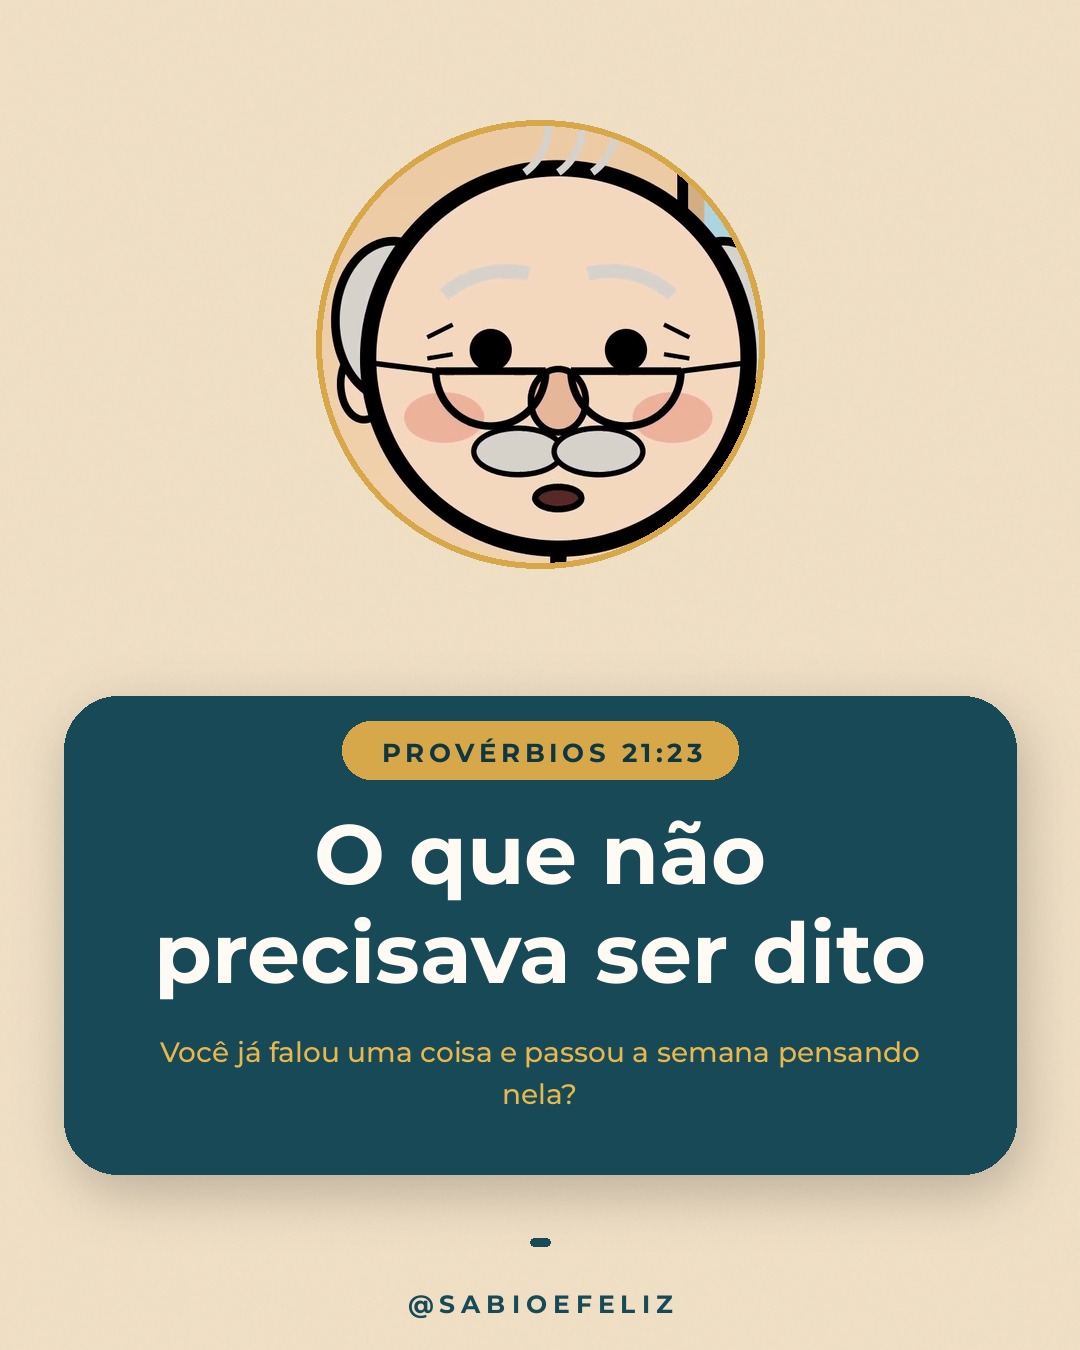 PROVÉRBIOS 21:23
O que não
precisava ser dito
Você já falou uma coisa e passou a semana pensando
nela?
@SABIOEFELIZ